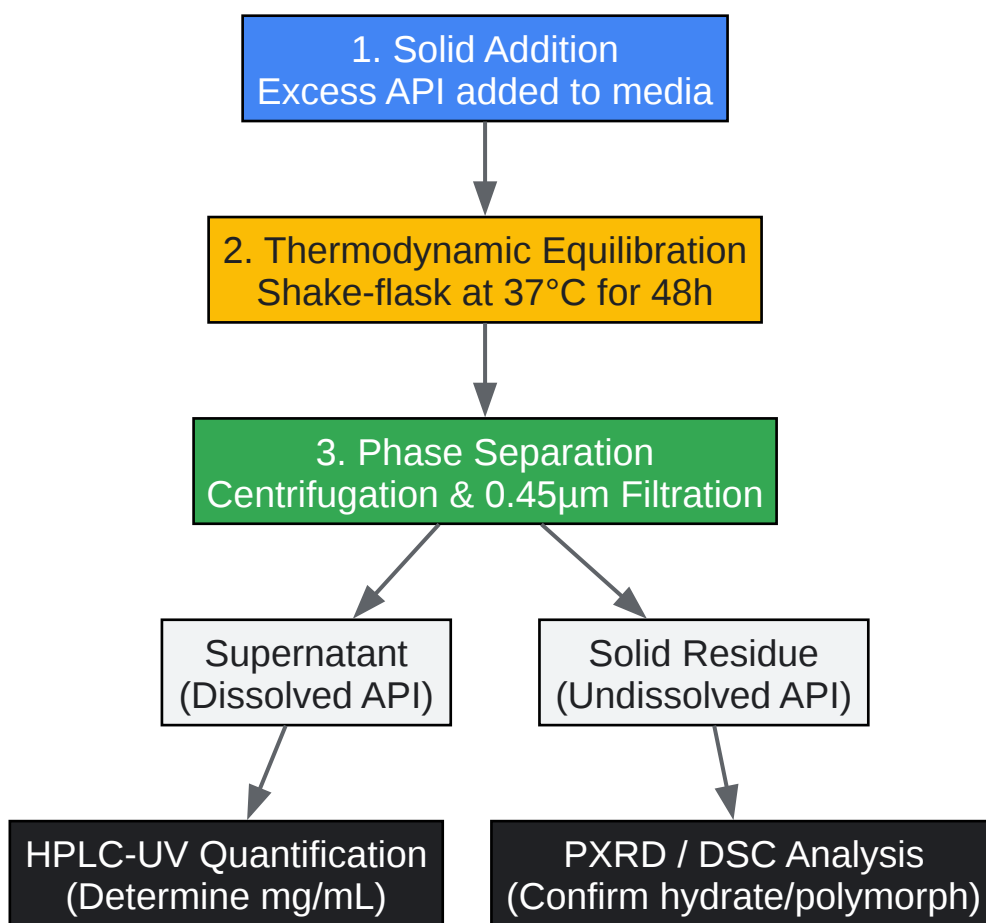 1. Solid Addition
Excess API added to media
2. Thermodynamic Equilibration
Shake-flask at 37°C for 48h
3. Phase Separation
Centrifugation & 0.45µm Filtration
Supernatant
(Dissolved API)
Solid Residue
(Undissolved API)
HPLC-UV Quantification
(Determine mg/mL)
PXRD / DSC Analysis
(Confirm hydrate/polymorph)